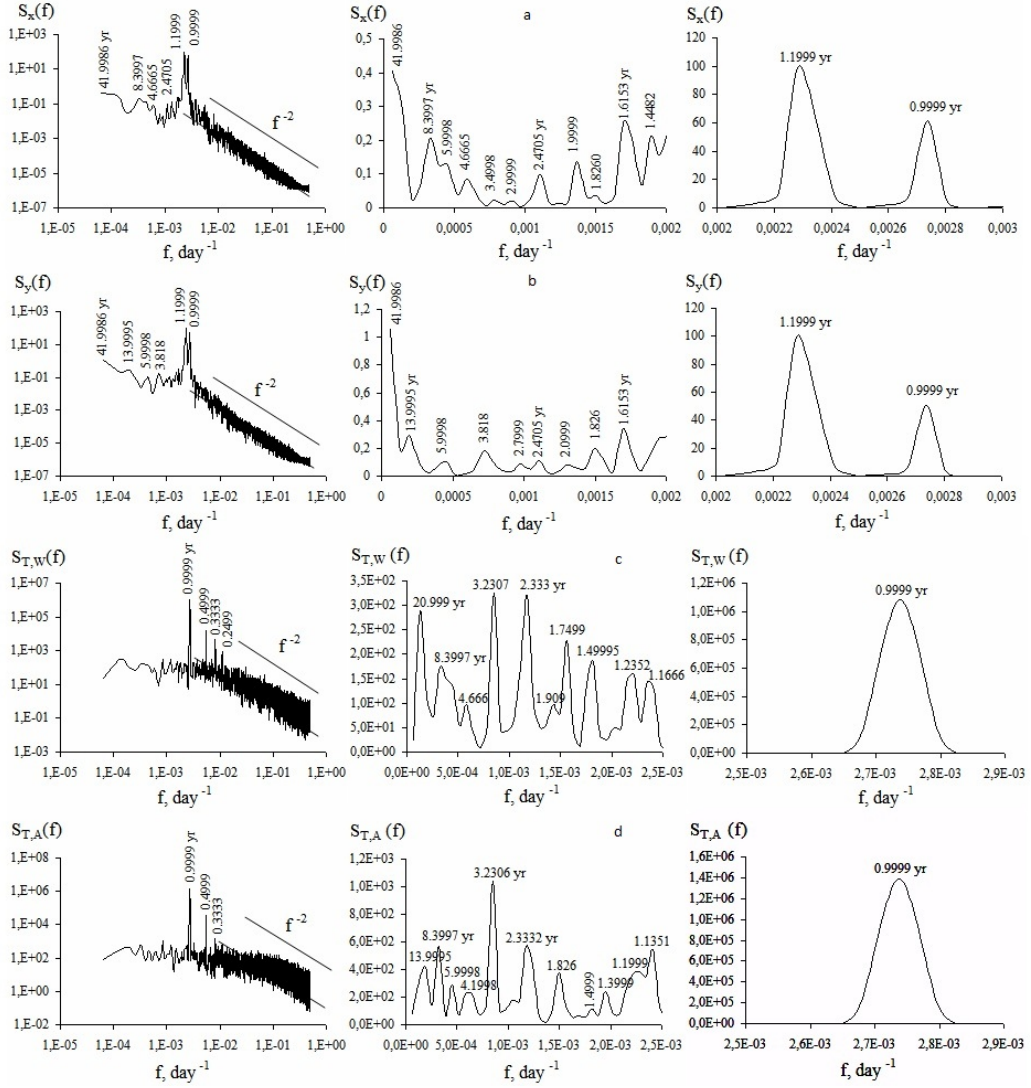 Sx(f)
1,E+03
1,E+01
1,E-01
1,E-03
1,E-05
1,E-07
1,E-05 1,E-04 1,E-03 1,E-02 1,E-01 1,E+00
f, day -1
41.9986 yr
8.3997
4.6665
2.4705
1.1999
0.9999
f -2
Sx(f)
a
0,5
0,4
0,3
0,2
0,1
0
0 0,0005 0,001 0,0015 0,002
f, day -1
41.9986
8.3997 yr
5.9998
4.6665
3.4998
2.9999
2.4705 yr
1.9999
1.8260
1.6153 yr
1.4482
Sx(f)
120
100
80
60
40
20
0
0,002 0,0022 0,0024 0,0026 0,0028 0,003
f, day -1
1.1999 yr
0.9999 yr
Sy(f)
1,E+03
1,E+01
1,E-01
1,E-03
1,E-05
1,E-07
1,E-05 1,E-04 1,E-03 1,E-02 1,E-01 1,E+00
f, day -1
41.9986 yr
13.9995
5.9998
3.818
1.1999
0.9999
f -2
Sy(f)
b
1,2
1
0,8
0,6
0,4
0,2
0
0 0,0005 0,001 0,0015 0,002
f, day -1
41.9986
13.9995 yr
5.9998
3.818
2.7999
2.4705 yr
2.0999
1.826
1.6153 yr
Sy(f)
120
100
80
60
40
20
0
0,002 0,0022 0,0024 0,0026 0,0028 0,003
f, day -1
1.1999 yr
0.9999 yr
ST,W(f)
1,E+07
1,E+05
1,E+03
1,E+01
1,E-01
1,E-03
1,E-05 1,E-04 1,E-03 1,E-02 1,E-01 1,E+00
f, day -1
0.9999 yr
0.4999
0.3333
0.2499
f -2
ST,W (f)
c
3,5E+02
3,0E+02
2,5E+02
2,0E+02
1,5E+02
1,0E+02
5,0E+01
0,0E+00
0,0E+00 5,0E-04 1,0E-03 1,5E-03 2,0E-03 2,5E-03
f, day -1
20.999 yr
8.3997 yr
4.666
3.2307
2.333 yr
1.909
1.7499
1.49995
1.2352
1.1666
ST,W (f)
1,2E+06
1,0E+06
8,0E+05
6,0E+05
4,0E+05
2,0E+05
0,0E+00
2,5E-03 2,6E-03 2,7E-03 2,8E-03 2,9E-03
f, day -1
0.9999 yr
ST,A(f)
1,E+08
1,E+06
1,E+04
1,E+02
1,E+00
1,E-02
1,E-05 1,E-04 1,E-03 1,E-02 1,E-01 1,E+00
f, day -1
0.9999 yr
0.4999
0.3333
f -2
ST,A (f)
d
1,2E+03
1,0E+03
8,0E+02
6,0E+02
4,0E+02
2,0E+02
0,0E+00
0,0E+00 5,0E-04 1,0E-03 1,5E-03 2,0E-03 2,5E-03
f, day -1
13.9995
8.3997 yr
5.9998
4.1998
3.2306 yr
2.3332 yr
1.826
1.4999
1.3999
1.1999
1.1351
ST,A (f)
1,6E+06
1,4E+06
1,2E+06
1,0E+06
8,0E+05
6,0E+05
4,0E+05
2,0E+05
0,0E+00
2,5E-03 2,6E-03 2,7E-03 2,8E-03 2,9E-03
f, day -1
0.9999 yr